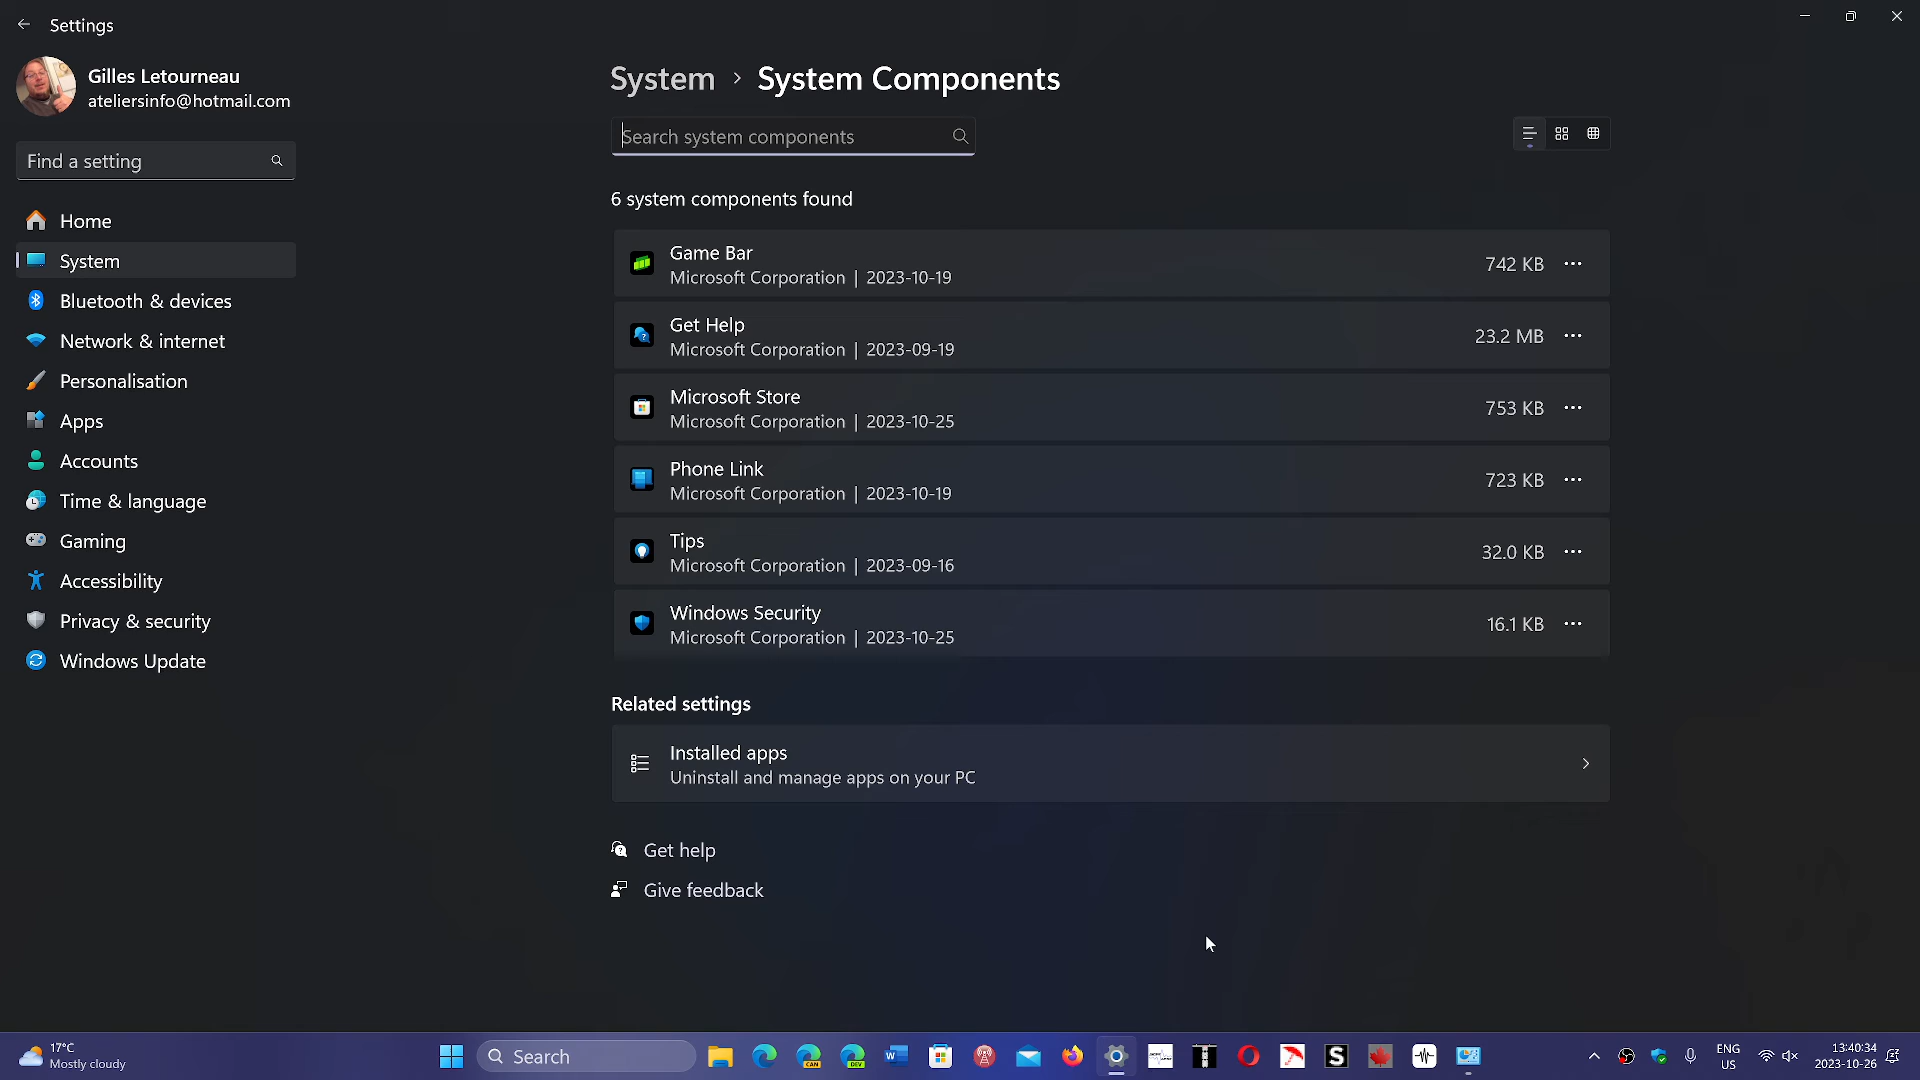 Settings
Gilles Letourneau
ateliersinfo@hotmail.com
Find a setting
Home
System
Bluetooth & devices
Network & internet
Personalisation
Apps
Accounts
Time & language
Gaming
Accessibility
Privacy & security
Windows Update
System › System Components
Search system components
6 system components found
Game Bar
Microsoft Corporation | 2023-10-19
742 KB
Get Help
Microsoft Corporation | 2023-09-19
23.2 MB
Microsoft Store
Microsoft Corporation | 2023-10-25
753 KB
Phone Link
Microsoft Corporation | 2023-10-19
723 KB
Tips
Microsoft Corporation | 2023-09-16
32.0 KB
Windows Security
Microsoft Corporation | 2023-10-25
16.1 KB
Related settings
Installed apps
Uninstall and manage apps on your PC
Get help
Give feedback
17°C
Mostly cloudy
Search
CAN
DEV
W
S
ENG
US
13:40:34
2023-10-26